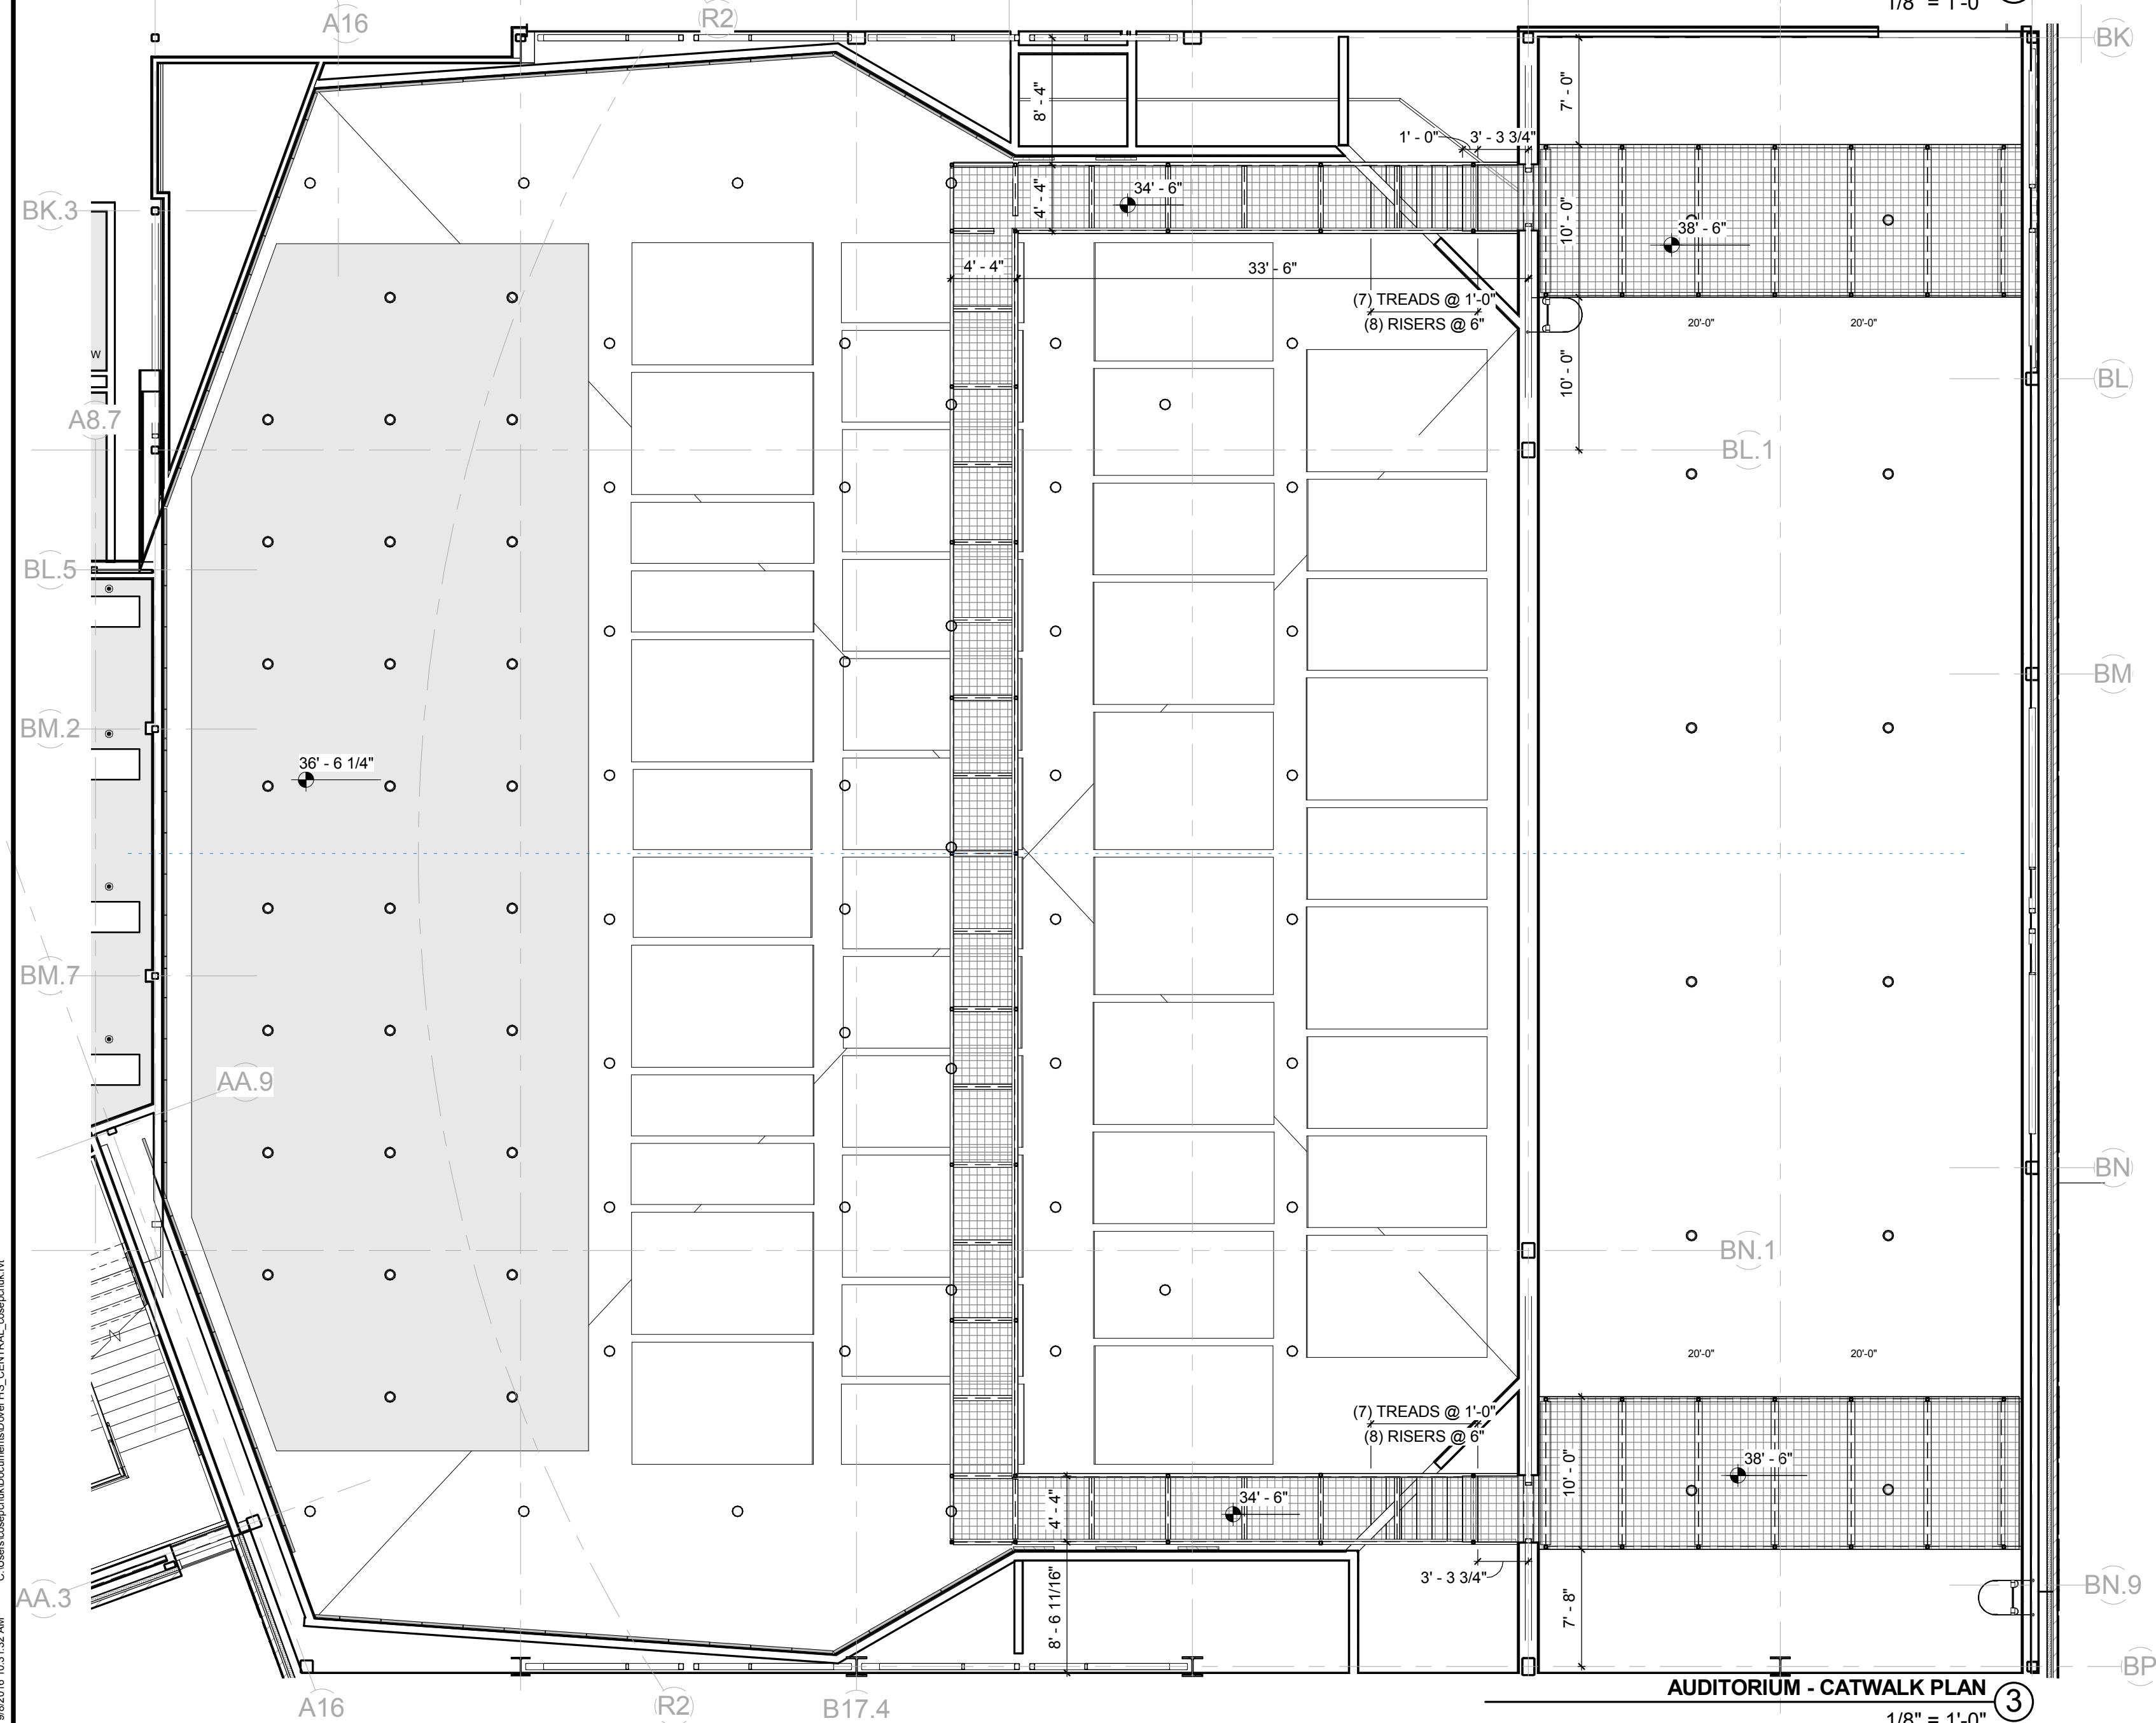 1/8" = 1'-0"
A16
R2
BK
8' - 4"
7' - 0"
1' - 0"
3' - 3 3/4"
BK.3
4' - 4"
34' - 6"
10' - 0"
38' - 6"
4' - 4"
33' - 6"
(7) TREADS @ 1'-0"
(8) RISERS @ 6"
20'-0"
20'-0"
W
10' - 0"
BL
A8.7
BL.1
BL.5
BM
BM.2
36' - 6 1/4"
BM.7
AA.9
BN
BN.1
20'-0"
20'-0"
(7) TREADS @ 1'-0"
(8) RISERS @ 6"
38' - 6"
10' - 0"
4' - 4"
34' - 6"
3' - 3 3/4"
AA.3
BN.9
8' - 6 11/16"
7' - 8"
BP
A16
R2
B17.4
AUDITORIUM - CATWALK PLAN
3
1/8" = 1'-0"